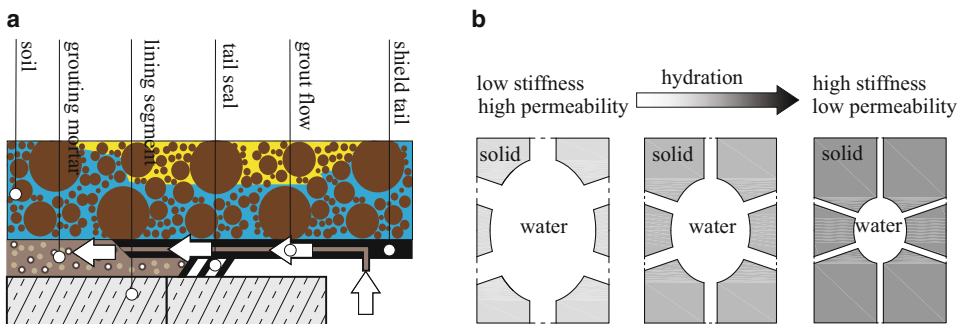 a
soil
grouting mortar
lining segment
tail seal
grout flow
shield tail
b
low stiffness
high permeability
hydration
high stiffness
low permeability
solid
water
solid
water
solid
water